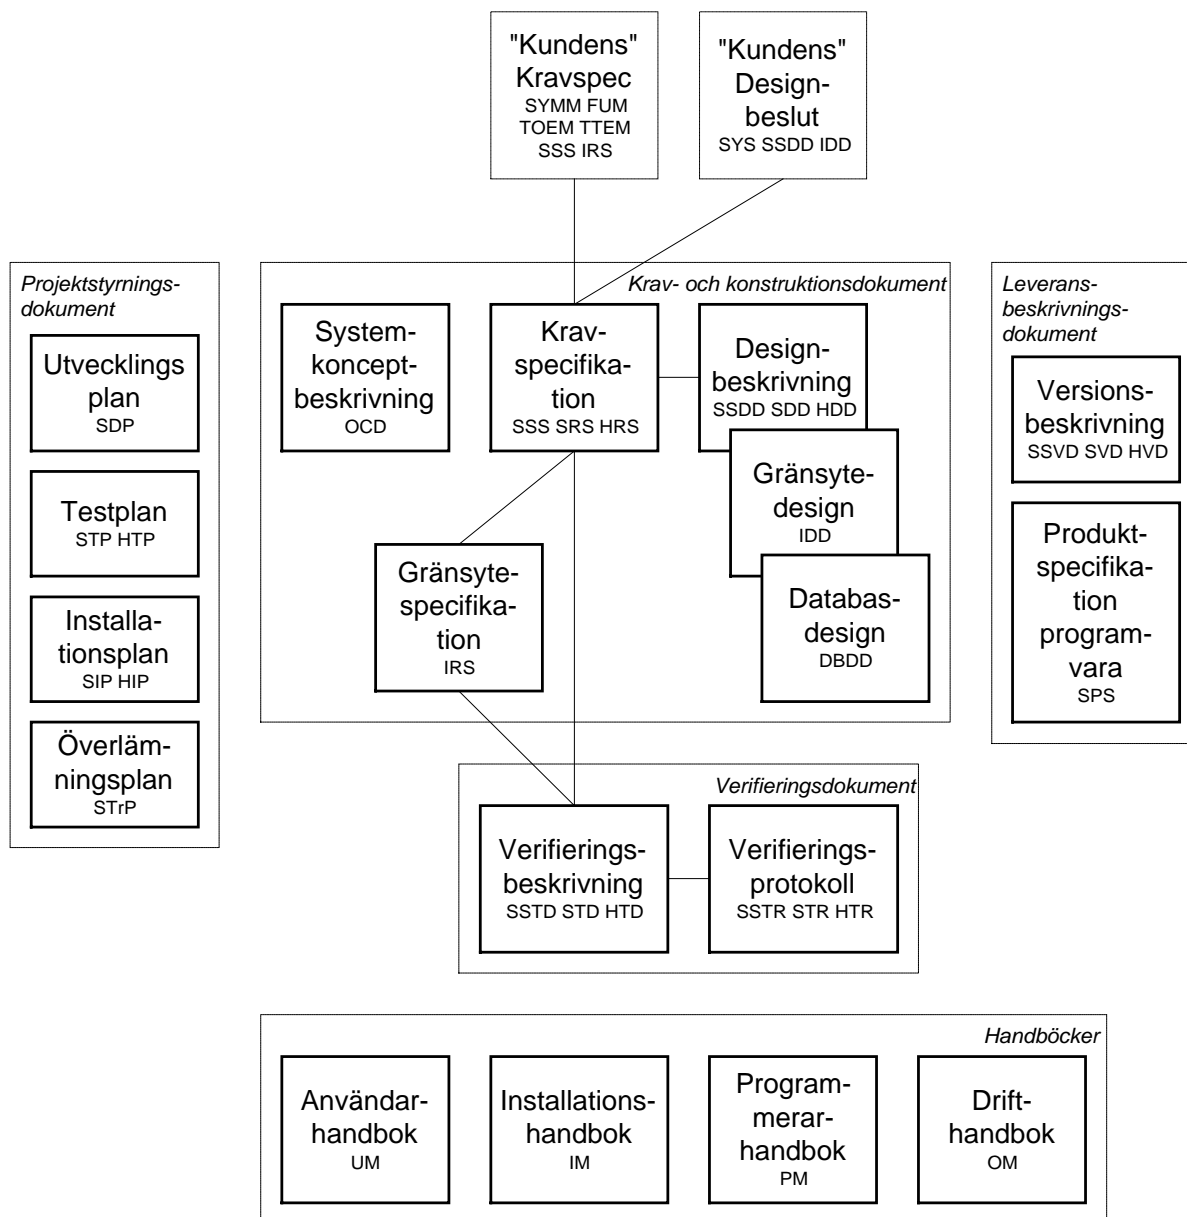 "Kundens"
Kravspec
SYMM FUM
TOEM TTEM
SSS IRS
"Kundens"
Design-
beslut
SYS SSDD IDD
Projektstyrnings-
dokument
Utvecklings
plan
SDP
Testplan
STP HTP
Installa-
tionsplan
SIP HIP
Överläm-
ningsplan
STrP
Krav- och konstruktionsdokument
System-
koncept-
beskrivning
OCD
Krav-
specifika-
tion
SSS SRS HRS
Design-
beskrivning
SSDD SDD HDD
Gränsyte-
design
IDD
Databas-
design
DBDD
Gränsyte-
specifika-
tion
IRS
Leverans-
beskrivnings-
dokument
Versions-
beskrivning
SSVD SVD HVD
Produkt-
specifika-
tion
program-
vara
SPS
Verifieringsdokument
Verifierings-
beskrivning
SSTD STD HTD
Verifierings-
protokoll
SSTR STR HTR
Handböcker
Användar-
handbok
UM
Installations-
handbok
IM
Program-
merar-
handbok
PM
Drift-
handbok
OM